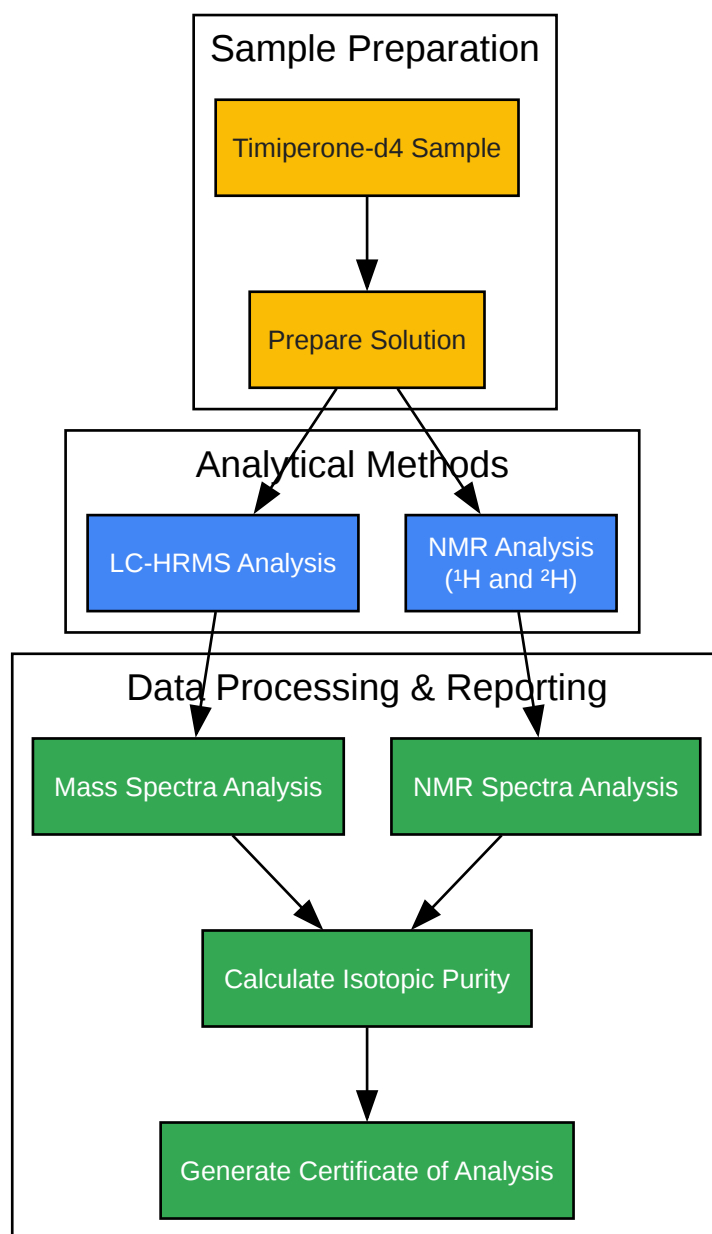 Sample Preparation
Timiperone-d4 Sample
Prepare Solution
Analytical Methods
LC-HRMS Analysis
NMR Analysis
(¹H and ²H)
Data Processing & Reporting
Mass Spectra Analysis
NMR Spectra Analysis
Calculate Isotopic Purity
Generate Certificate of Analysis